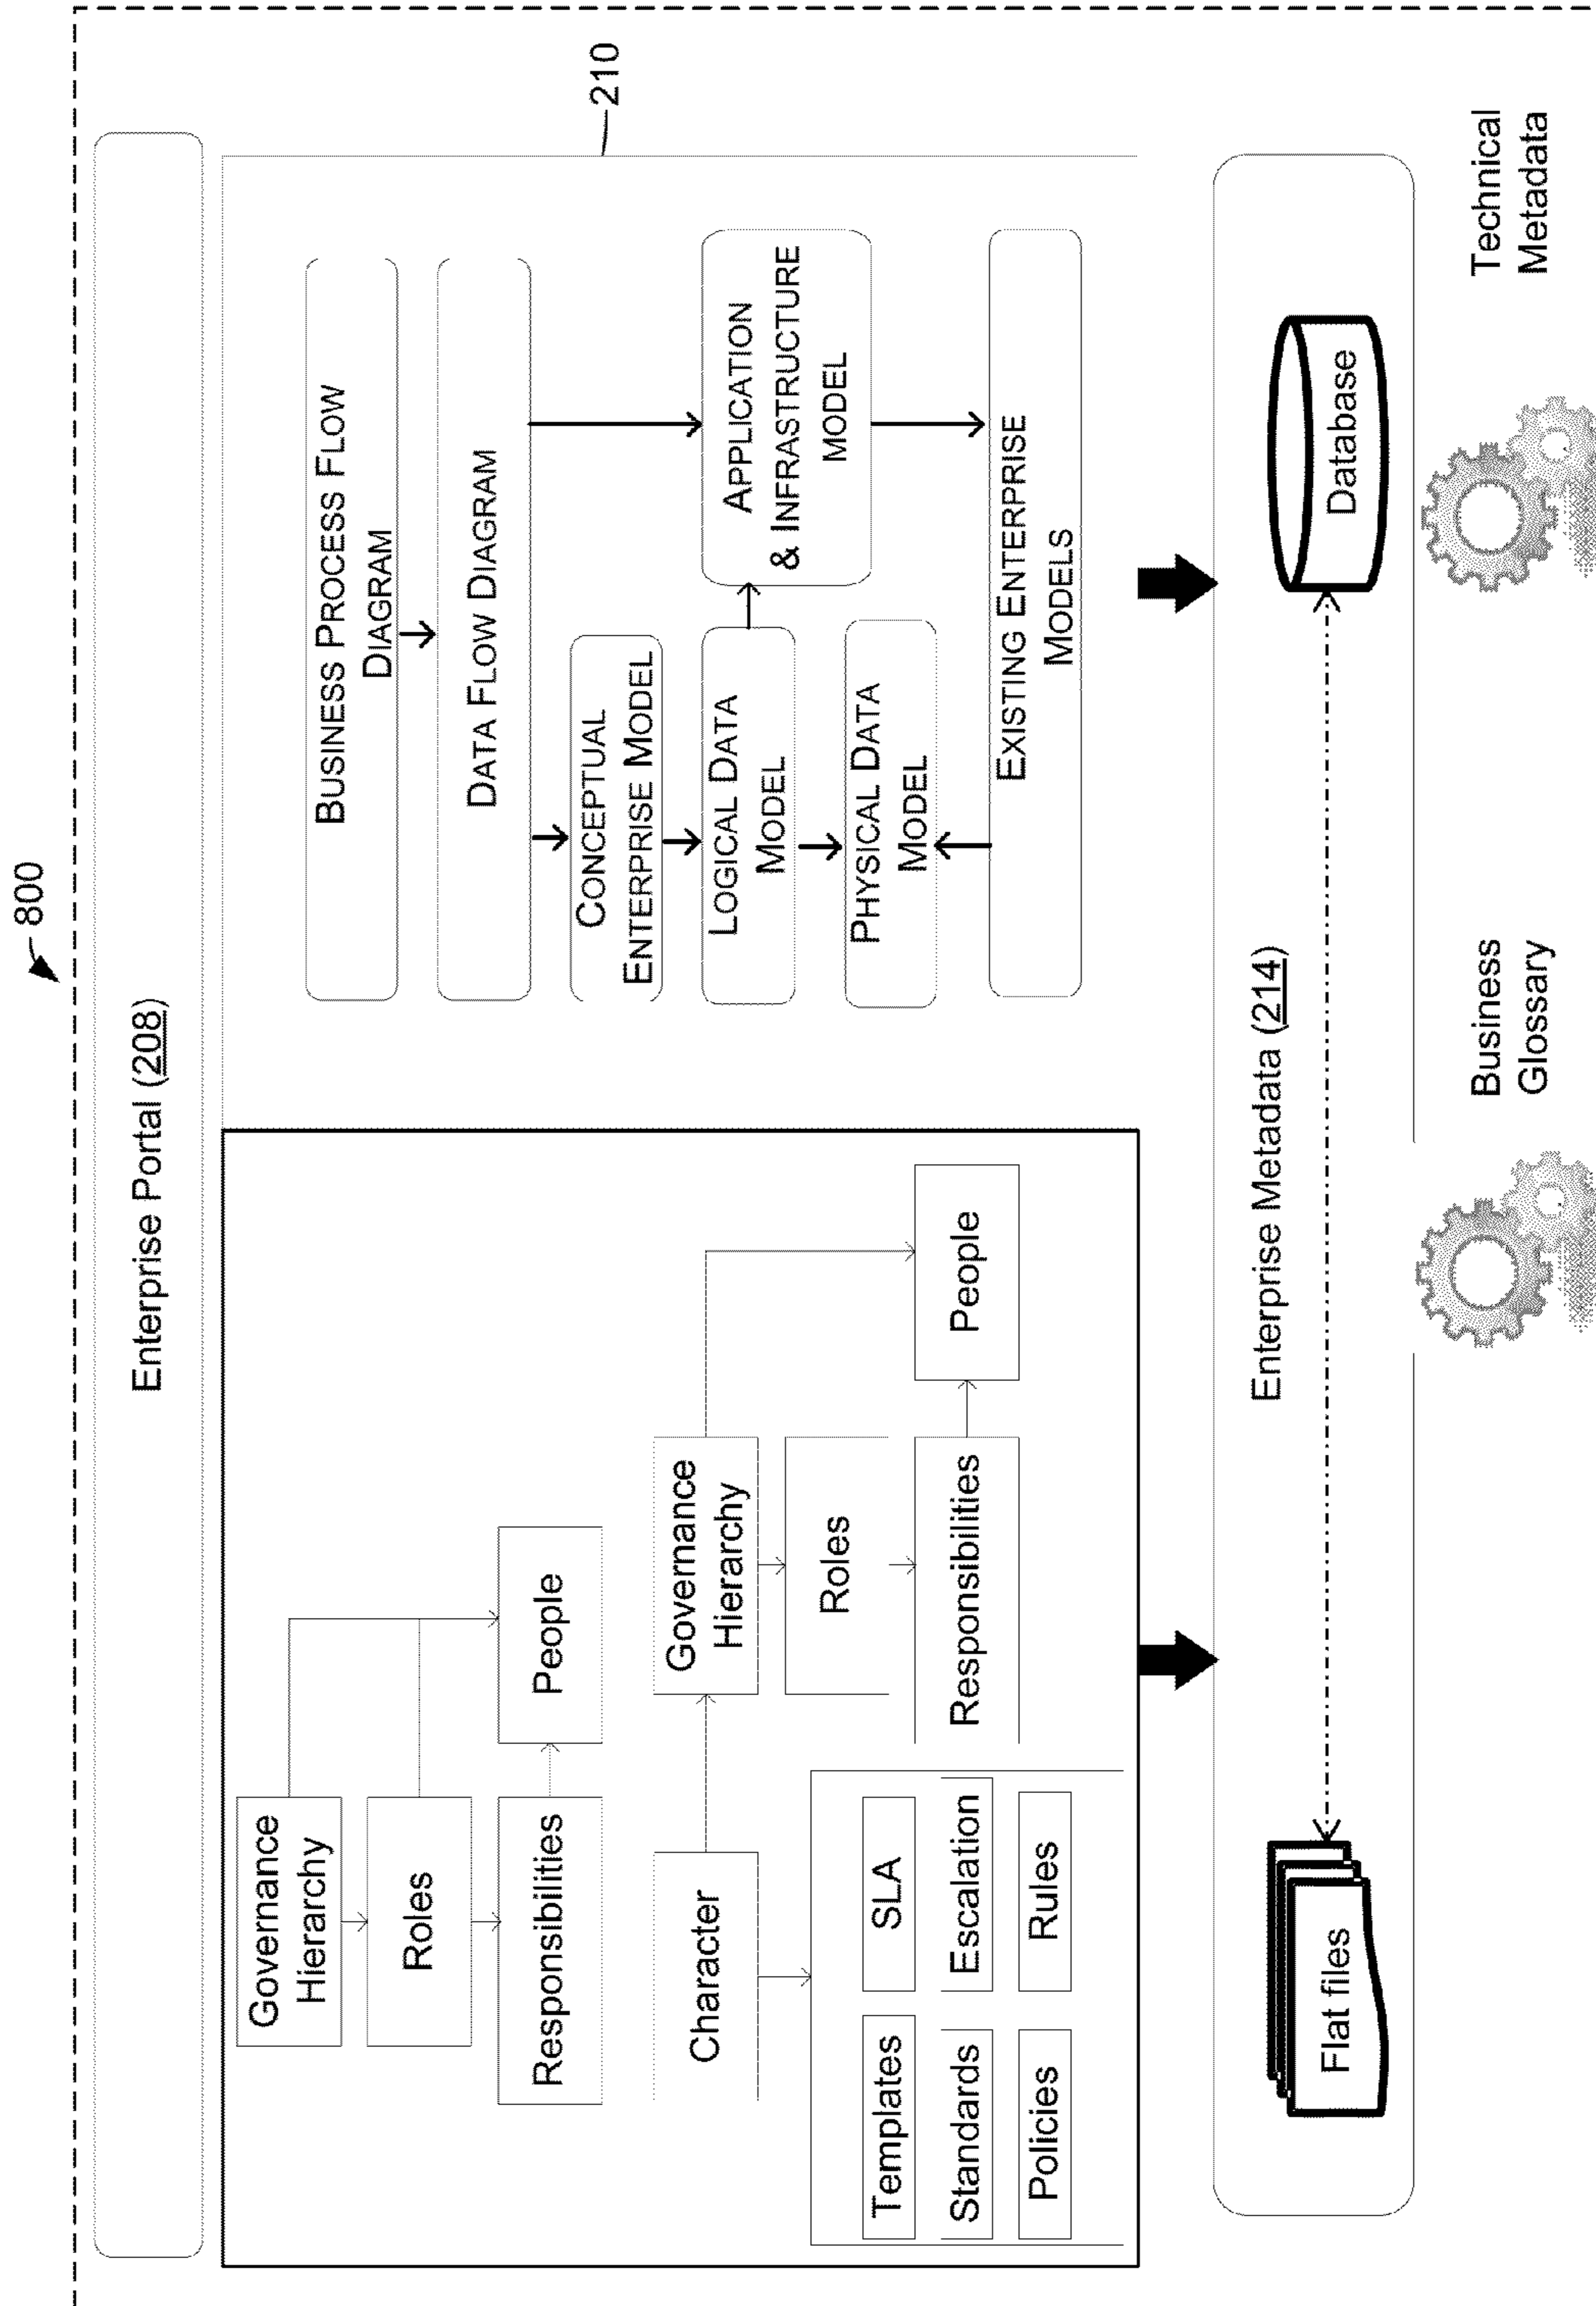 800
Enterprise Portal (208)
Governance
Hierarchy
Roles
Responsibilities
People
Character
Governance
Hierarchy
Roles
Responsibilities
People
Templates
SLA
Standards
Escalation
Policies
Rules
210
BUSINESS PROCESS FLOW
DIAGRAM
DATA FLOW DIAGRAM
CONCEPTUAL
ENTERPRISE MODEL
LOGICAL DATA
MODEL
PHYSICAL DATA
MODEL
APPLICATION
& INFRASTRUCTURE
MODEL
EXISTING ENTERPRISE
MODELS
Enterprise Metadata (214)
Flat files
Database
Business
Glossary
Technical
Metadata